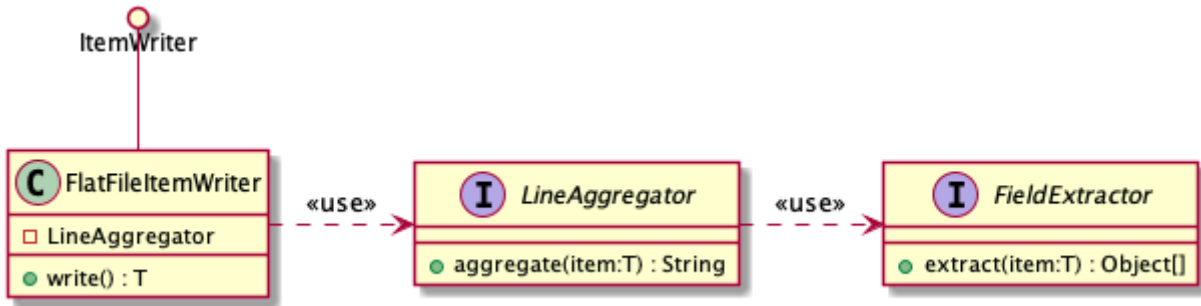 ItemWriter
C FlatFileItemWriter
LineAggregator
write() : T
«use»
I LineAggregator
aggregate(item:T) : String
«use»
I FieldExtractor
extract(item:T) : Object[]